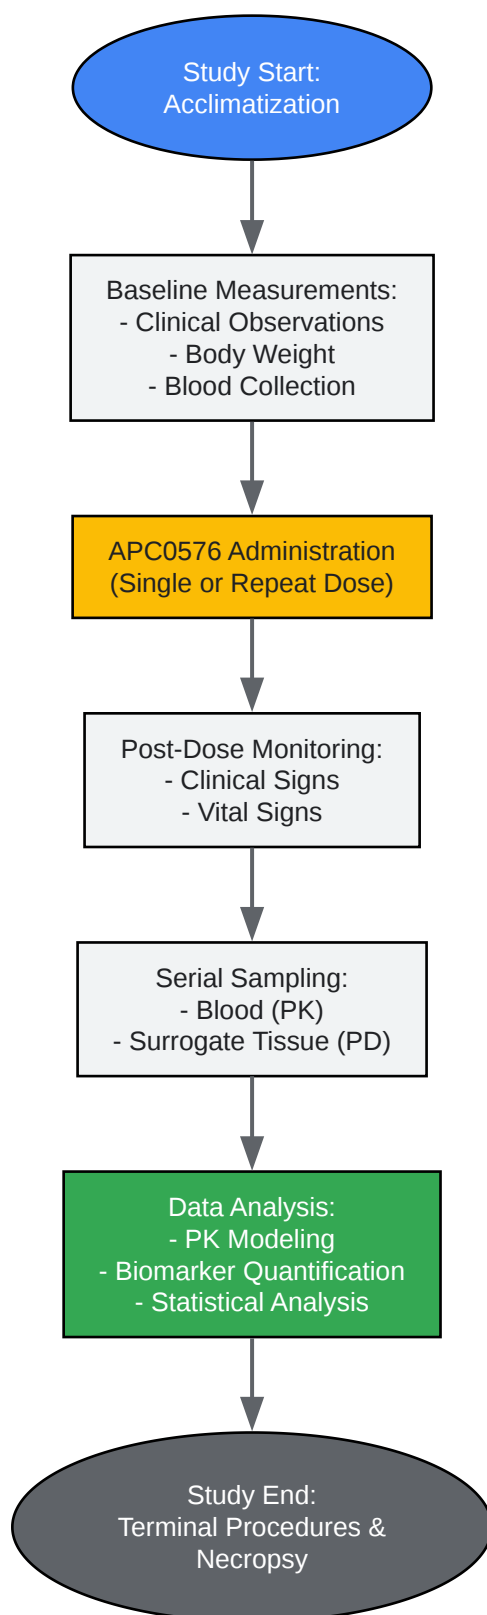 Study Start:
Acclimatization
Baseline Measurements:
- Clinical Observations
- Body Weight
- Blood Collection
APC0576 Administration
(Single or Repeat Dose)
Post-Dose Monitoring:
- Clinical Signs
- Vital Signs
Serial Sampling:
- Blood (PK)
- Surrogate Tissue (PD)
Data Analysis:
- PK Modeling
- Biomarker Quantification
- Statistical Analysis
Study End:
Terminal Procedures &
Necropsy